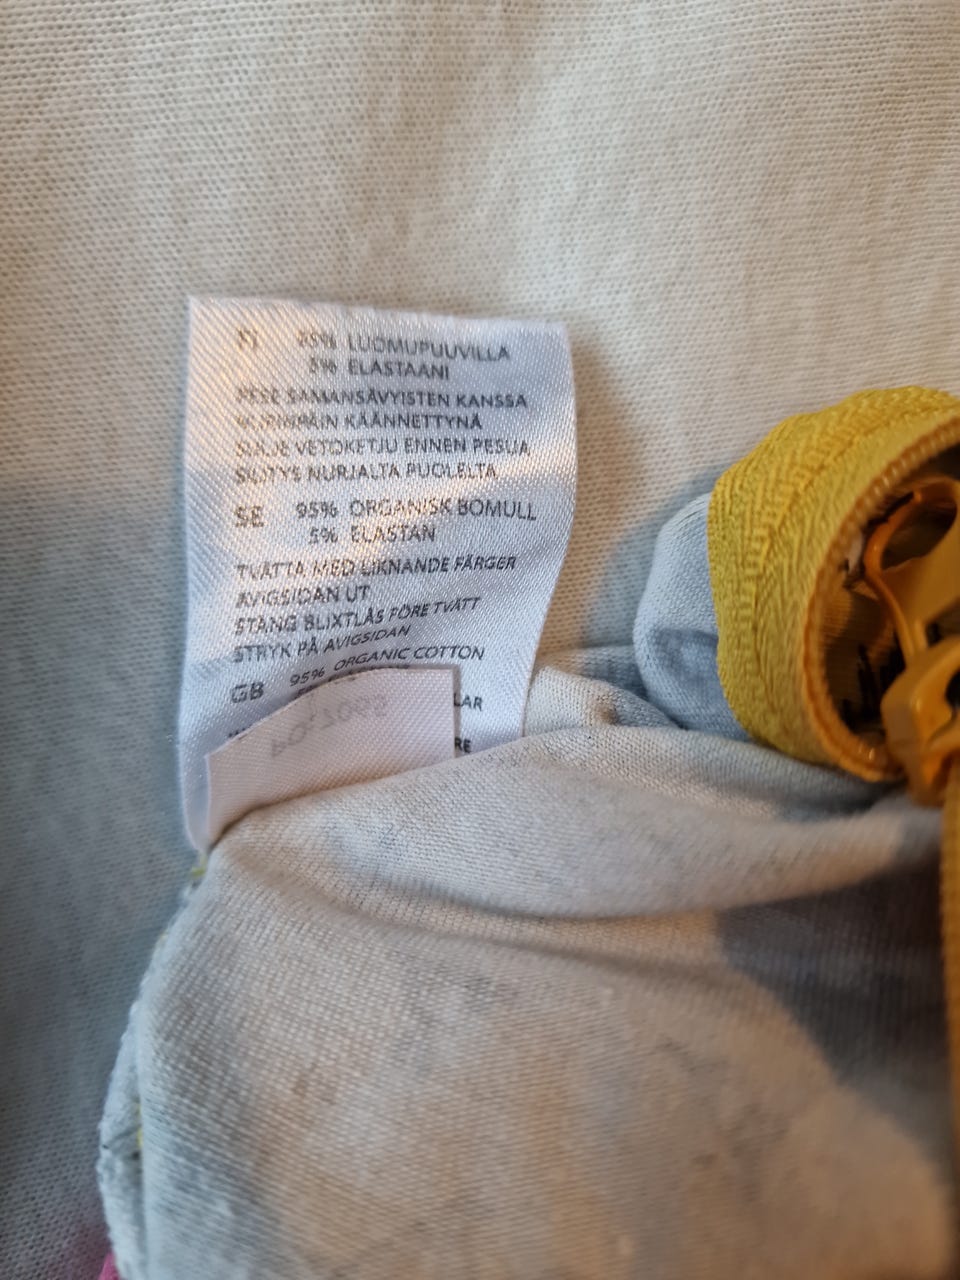 FI 95% LUOMUPUUVILLA
5% ELASTAANI
PESE SAMANSÄVYISTEN KANSSA
NURINPÄIN KÄÄNNETTYNÄ
SULJE VETOKETJU ENNEN PESUA
SILITYS NURJALTA PUOLELTA
SE 95% ORGANISK BOMULL
5% ELASTAN
TVÄTTA MED LIKNANDE FÄRGER
AVIGSIDAN UT
STÄNG BLIXTLÅS FÖRE TVÄTT
STRYK PÅ AVIGSIDAN
GB 95% ORGANIC COTTON
LAR
RE